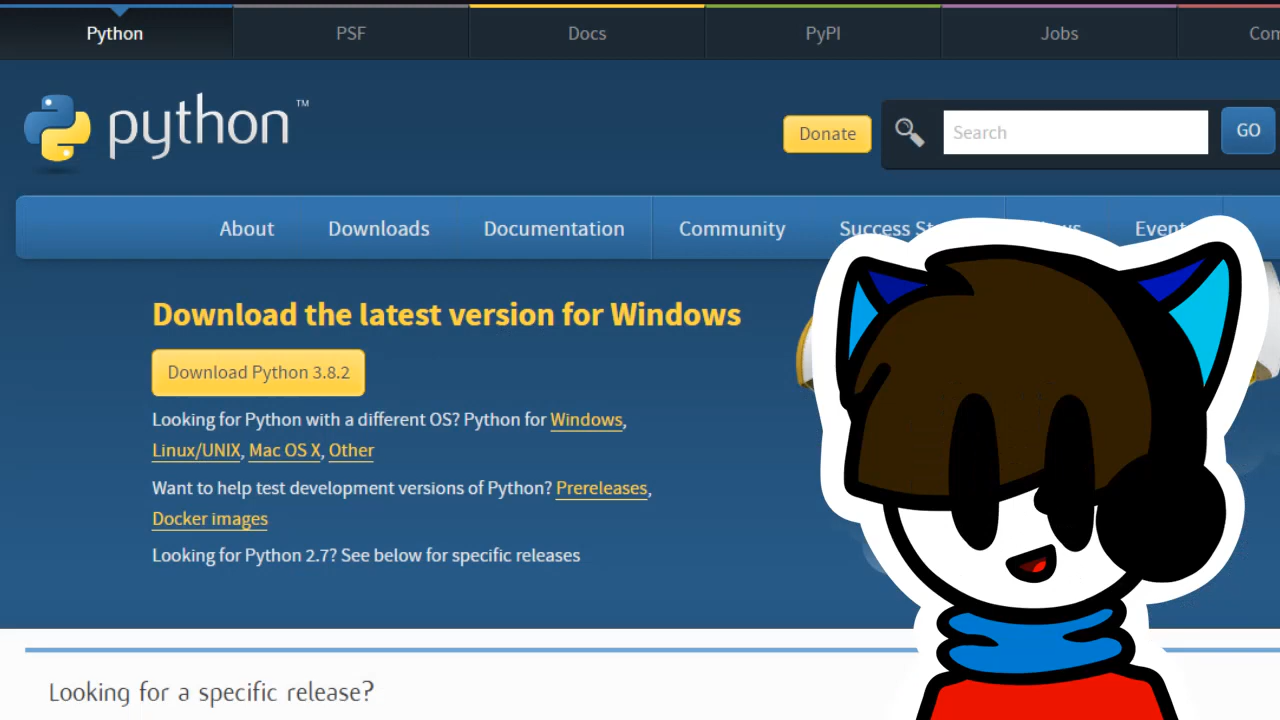 Python PSF Docs PyPI Jobs
python™
Donate Search GO
About Downloads Documentation Community Success
Download the latest version for Windows
Download Python 3.8.2
Looking for Python with a different OS? Python for Windows,
Linux/UNIX, Mac OS X, Other
Want to help test development versions of Python? Prereleases,
Docker images
Looking for Python 2.7? See below for specific releases
Looking for a specific release?